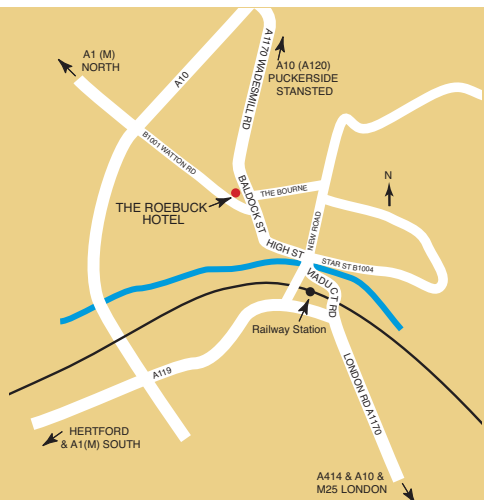 A1 (M)
NORTH
A10
A1170 WADESMILL RD
A10 (A120)
PUCKERSIDE
STANSTED
B1001 WATTON RD
THE ROEBUCK
HOTEL
BALDOCK ST
THE BOURNE
N
NEW ROAD
HIGH ST
STAR ST B1004
VIADUCT RD
Railway Station
A119
LONDON RD A1170
HERTFORD
& A1(M) SOUTH
A414 & A10 &
M25 LONDON